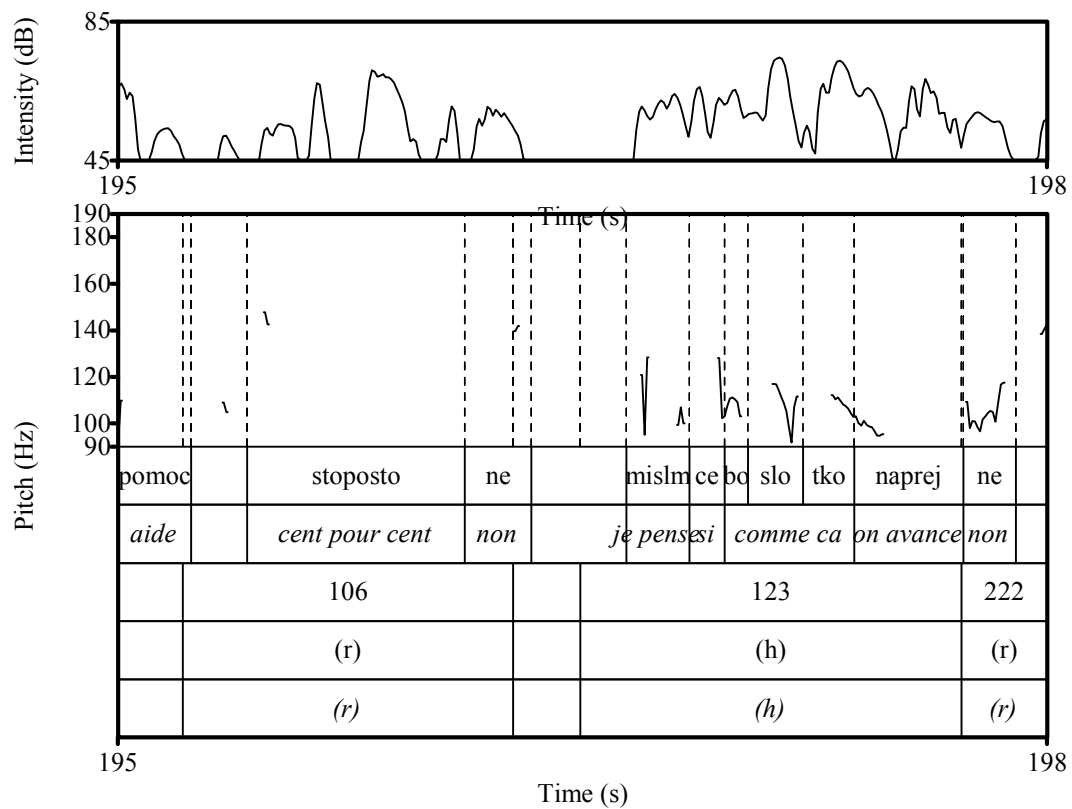 Intensity (dB)
85
45
195 198
Time (s)
Pitch (Hz)
190
180
160
140
120
100
90
pomoc stoposto ne mislm ce bo slo tko naprej ne
aide cent pour cent non je pense si comme ca on avance non
106 123 222
(r) (h) (r)
(r) (h) (r)
195 198
Time (s)